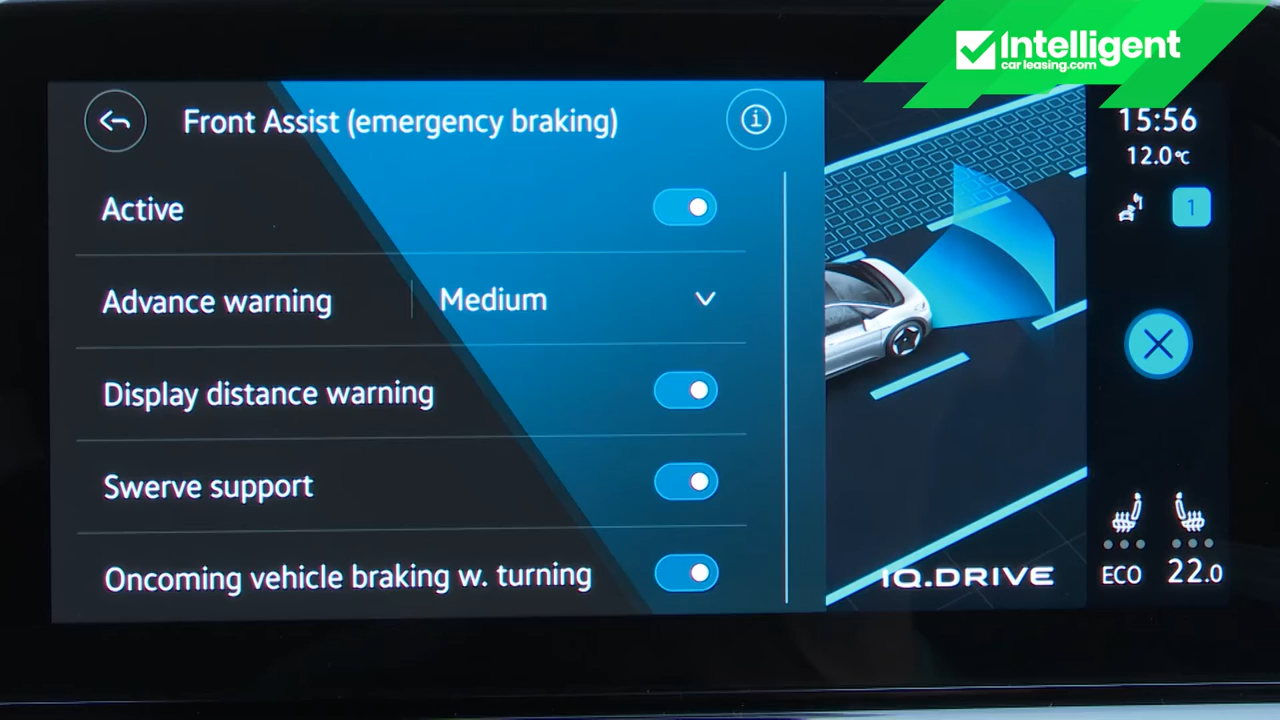 Intelligent
carleasing.com
Front Assist (emergency braking)
i
15:56
12.0°C
Active
1
Advance warning
Medium
Display distance warning
Swerve support
Oncoming vehicle braking w. turning
IQ.DRIVE
ECO
22.0